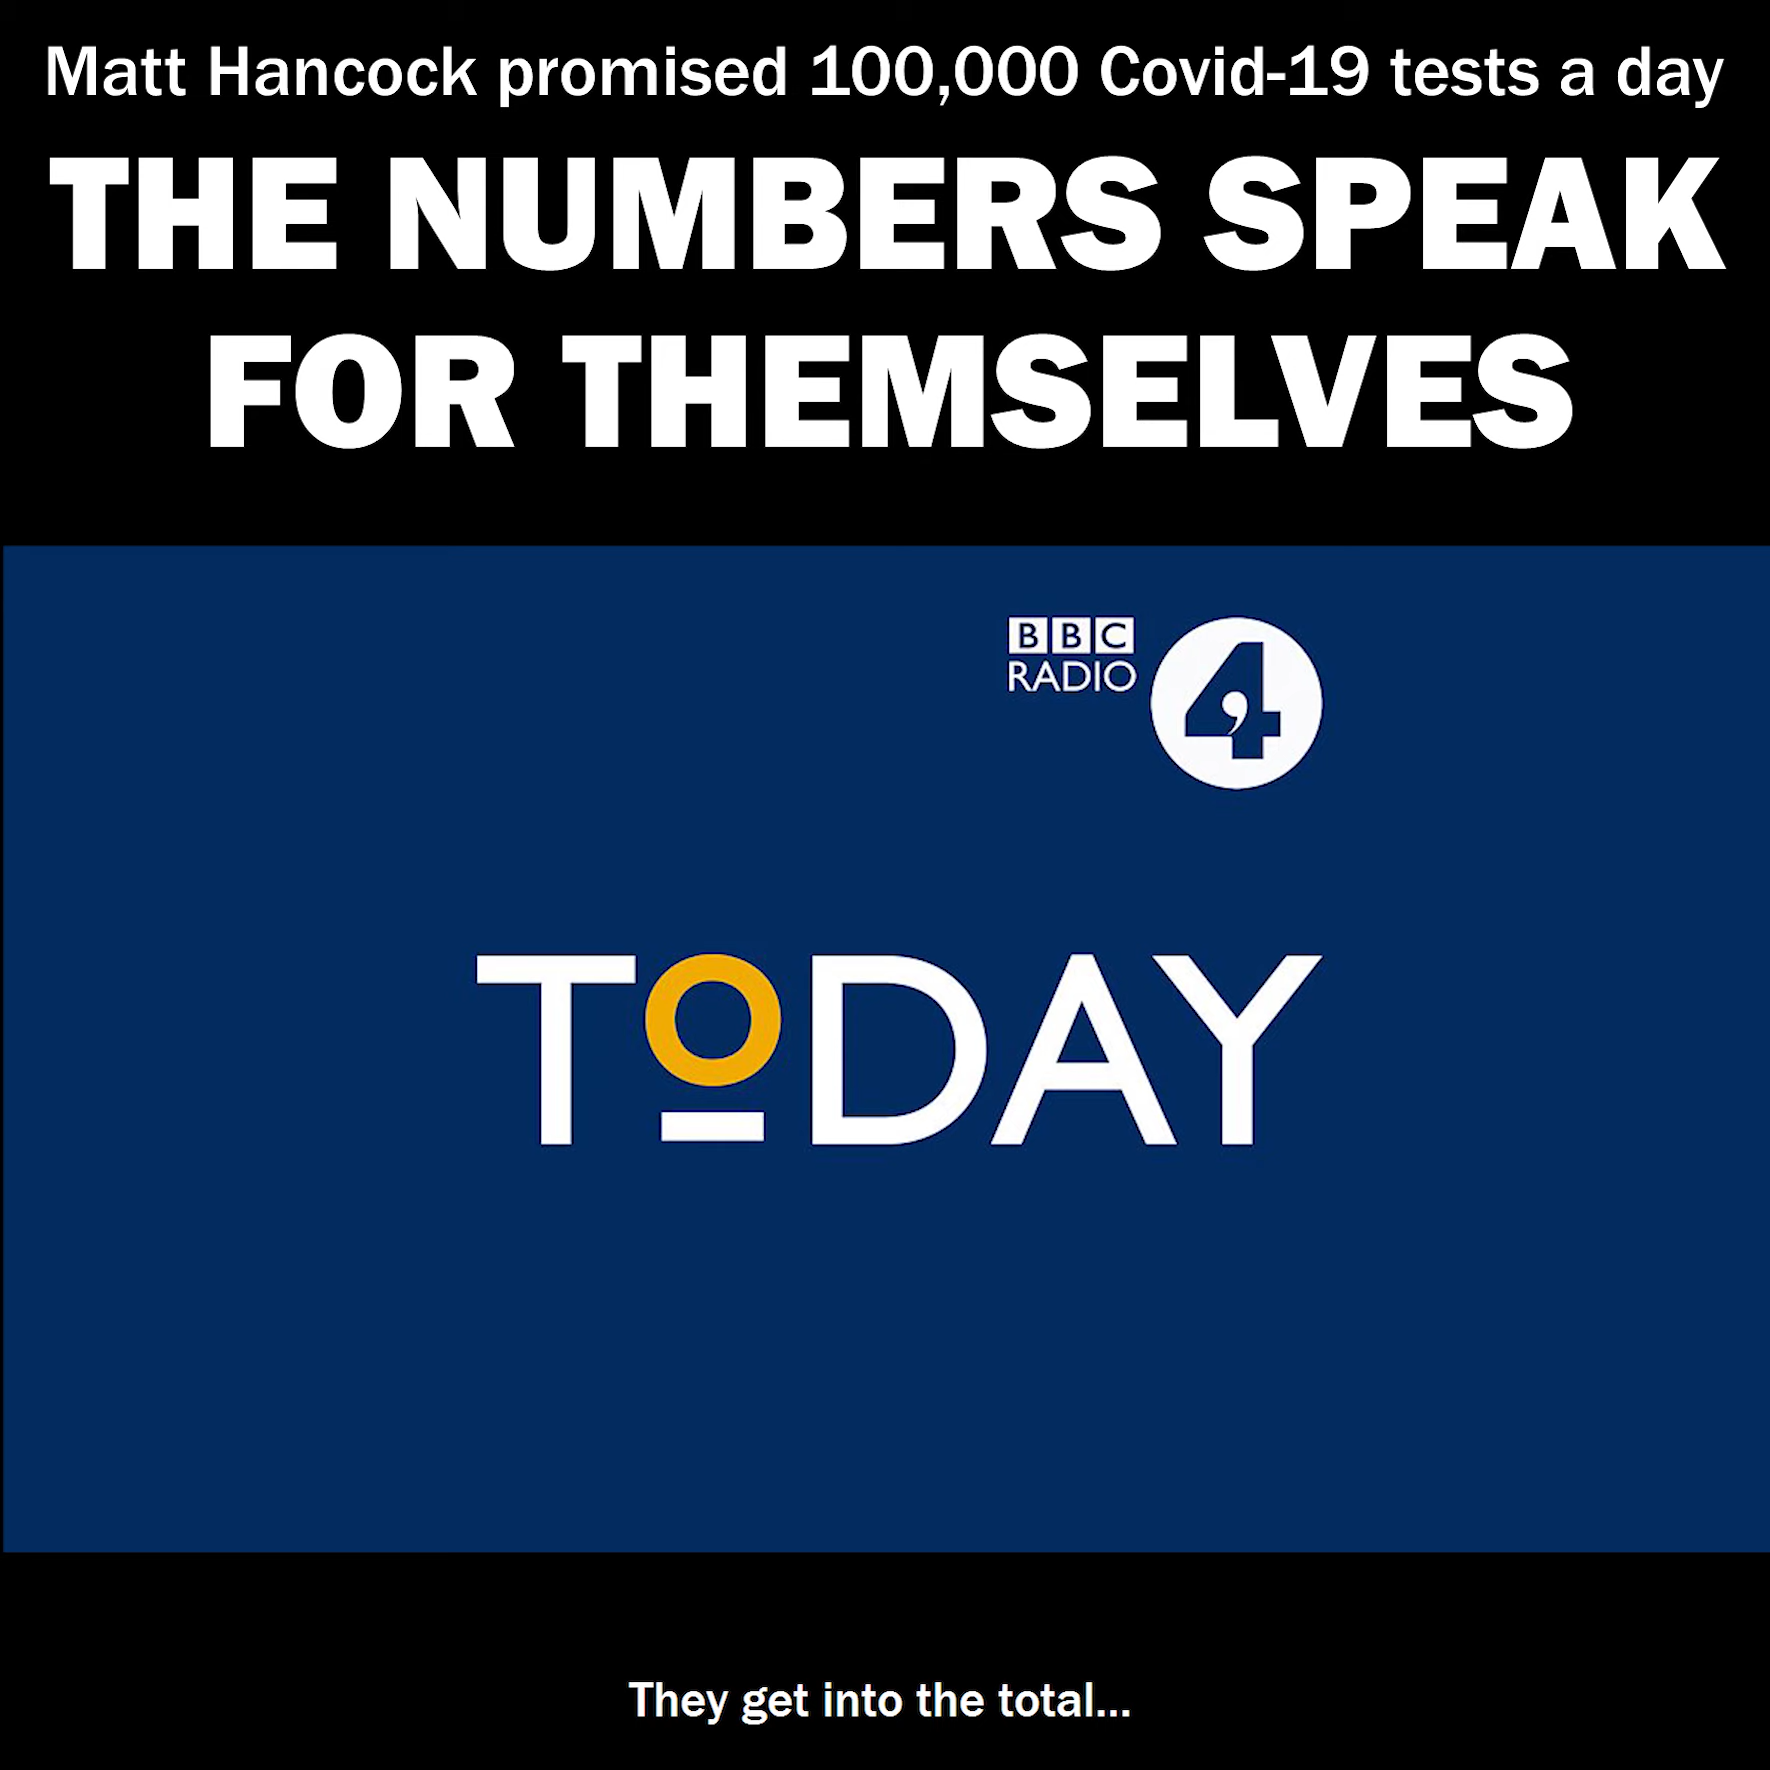 Matt Hancock promised 100,000 Covid-19 tests a day
THE NUMBERS SPEAK
FOR THEMSELVES
BBC
RADIO
4
TODAY
They get into the total...